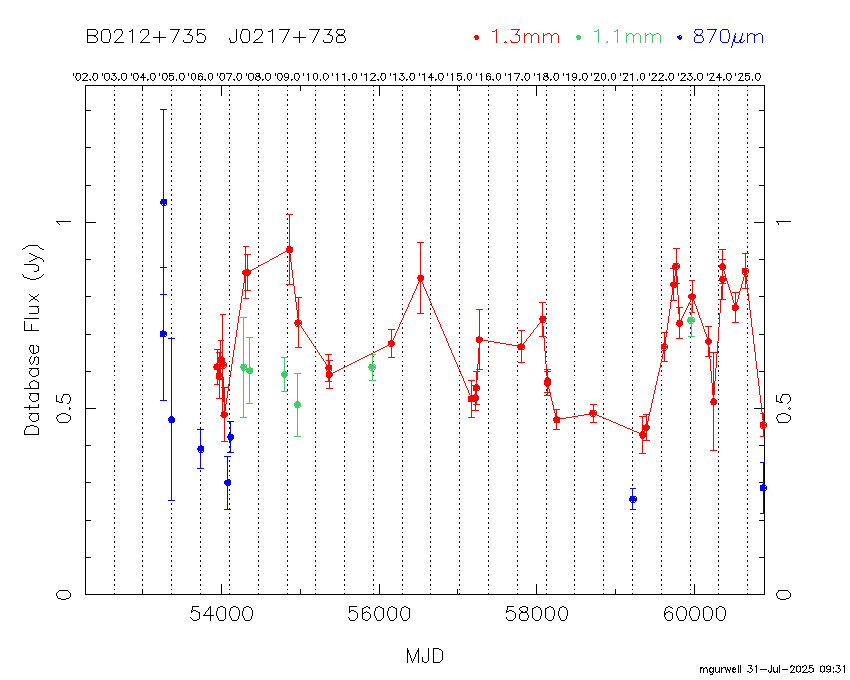 B0212+735 J0217+738 1.3mm 1.1mm 870μm
'02.0 '03.0 '04.0 '05.0 '06.0 '07.0 '08.0 '09.0 '10.0 '11.0 '12.0 '13.0 '14.0 '15.0 '16.0 '17.0 '18.0 '19.0 '20.0 '21.0 '22.0 '23.0 '24.0 '25.0
1 1
Database Flux (Jy)
0.5 0.5
0 0
54000 56000 58000 60000
MJD
mgurwell 31-Jul-2025 09:31